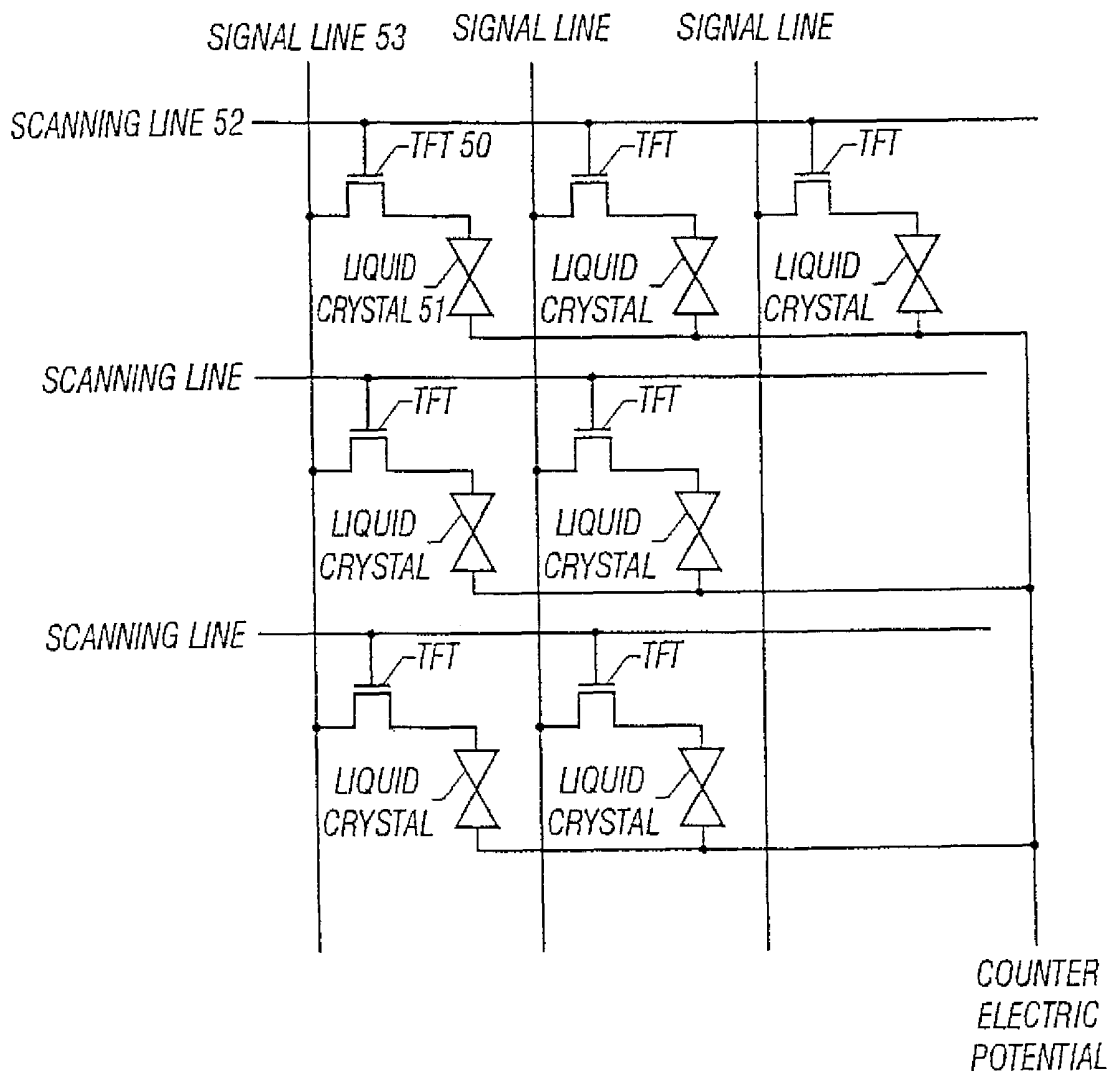 SIGNAL LINE 53
SIGNAL LINE
SIGNAL LINE
SCANNING LINE 52
TFT 50
TFT
TFT
LIQUID
CRYSTAL 51
LIQUID
CRYSTAL
LIQUID
CRYSTAL
SCANNING LINE
TFT
TFT
LIQUID
CRYSTAL
LIQUID
CRYSTAL
SCANNING LINE
TFT
TFT
LIQUID
CRYSTAL
LIQUID
CRYSTAL
COUNTER
ELECTRIC
POTENTIAL